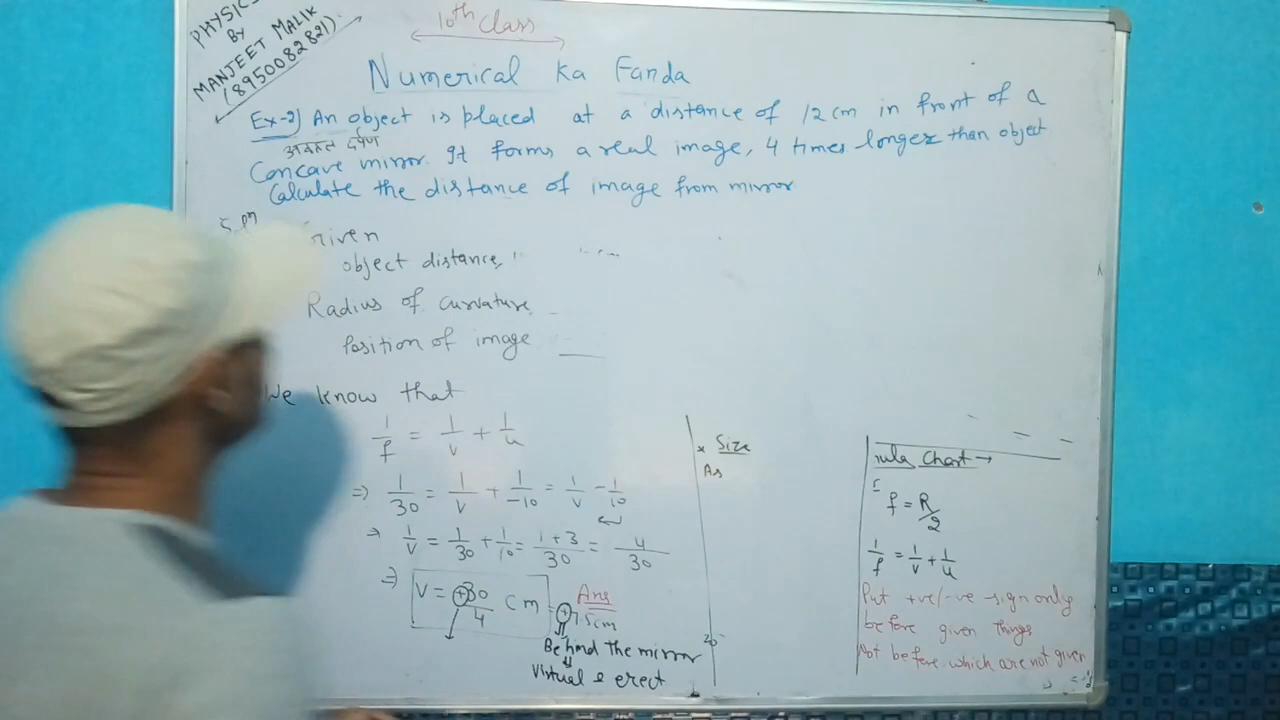 PHYSICS
By
MANJEET MALIK
(8950082821)
10th Class
Numerical ka Fanda
Ex-2) An object is placed at a distance of 12 cm in front of a
अवतल दर्पण
Concave mirror. It forms a real image, 4 times longer than object
Calculate the distance of image from mirror
object distance,
Radius of curvature
Position of image
We know that
1/f = 1/v + 1/u
=> 1/30 = 1/v + 1/-10 = 1/v - 1/10
=> 1/v = 1/30 + 1/10 = 1+3/30 = 4/30
=> V = +30/4 cm
Ans
+7.5cm
Behind the mirror
Virtual & erect
* Size
As
rule Chart →
f = R/2
1/f = 1/v + 1/u
Put +ve/-ve sign only
before given things
Not before which are not given